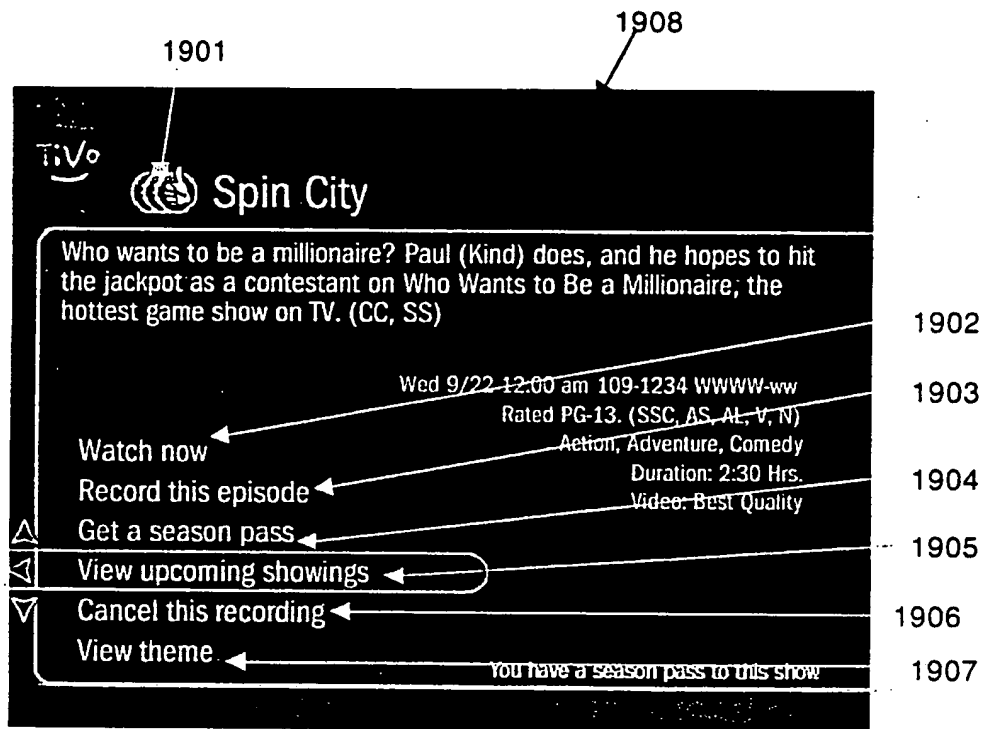 1908
1901
TiVo
Spin City
Who wants to be a millionaire? Paul (Kind) does, and he hopes to hit
the jackpot as a contestant on Who Wants to Be a Millionaire, the
hottest game show on TV. (CC, SS)
1902
Wed 9/22 12:00 am 109-1234 WWWW-ww
1903
Rated PG-13. (SSC, AS, AL, V, N)
Action, Adventure, Comedy
Watch now
Duration: 2:30 Hrs.
1904
Record this episode
Video: Best Quality
Get a season pass
1905
View upcoming showings
Cancel this recording
1906
View theme
You have a season pass to this show
1907